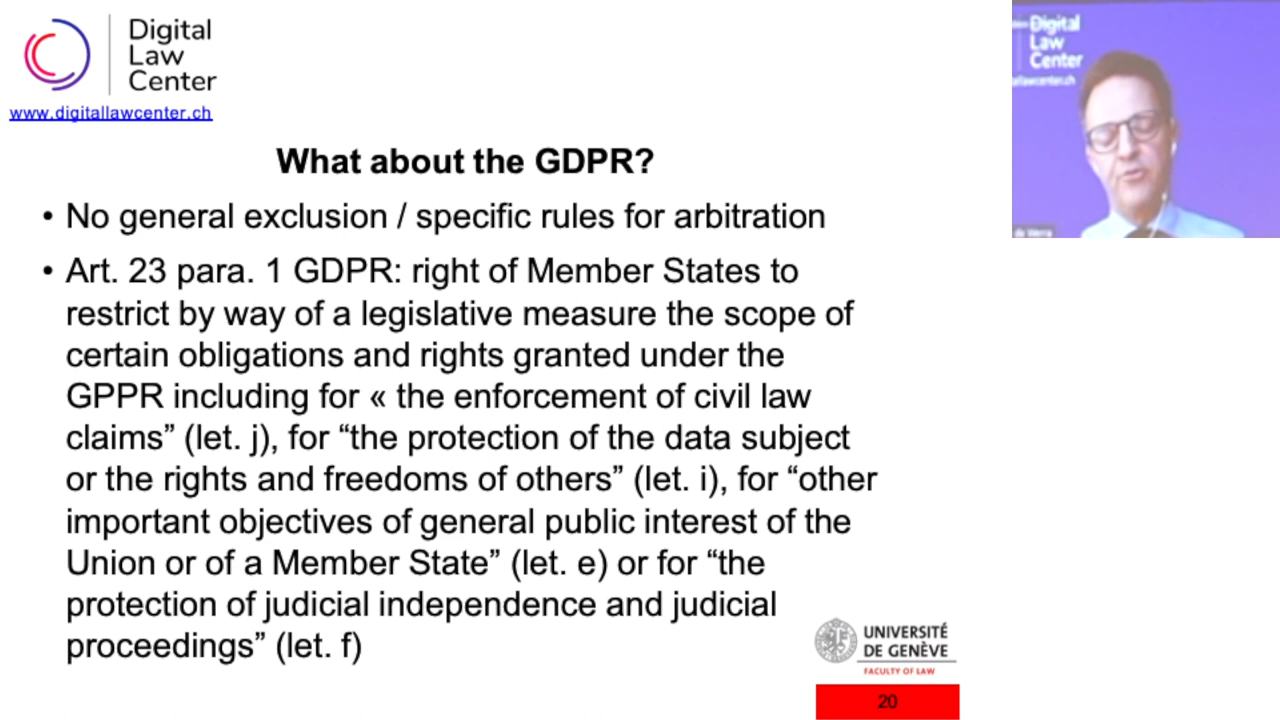 Digital
Law
Center
www.digitallawcenter.ch
What about the GDPR?
• No general exclusion / specific rules for arbitration
• Art. 23 para. 1 GDPR: right of Member States to
restrict by way of a legislative measure the scope of
certain obligations and rights granted under the
GPPR including for « the enforcement of civil law
claims” (let. j), for “the protection of the data subject
or the rights and freedoms of others” (let. i), for “other
important objectives of general public interest of the
Union or of a Member State” (let. e) or for “the
protection of judicial independence and judicial
proceedings” (let. f)
UNIVERSITÉ
DE GENÈVE
FACULTY OF LAW
20
Digital
Law
Center
allawcenter.ch
de Werra